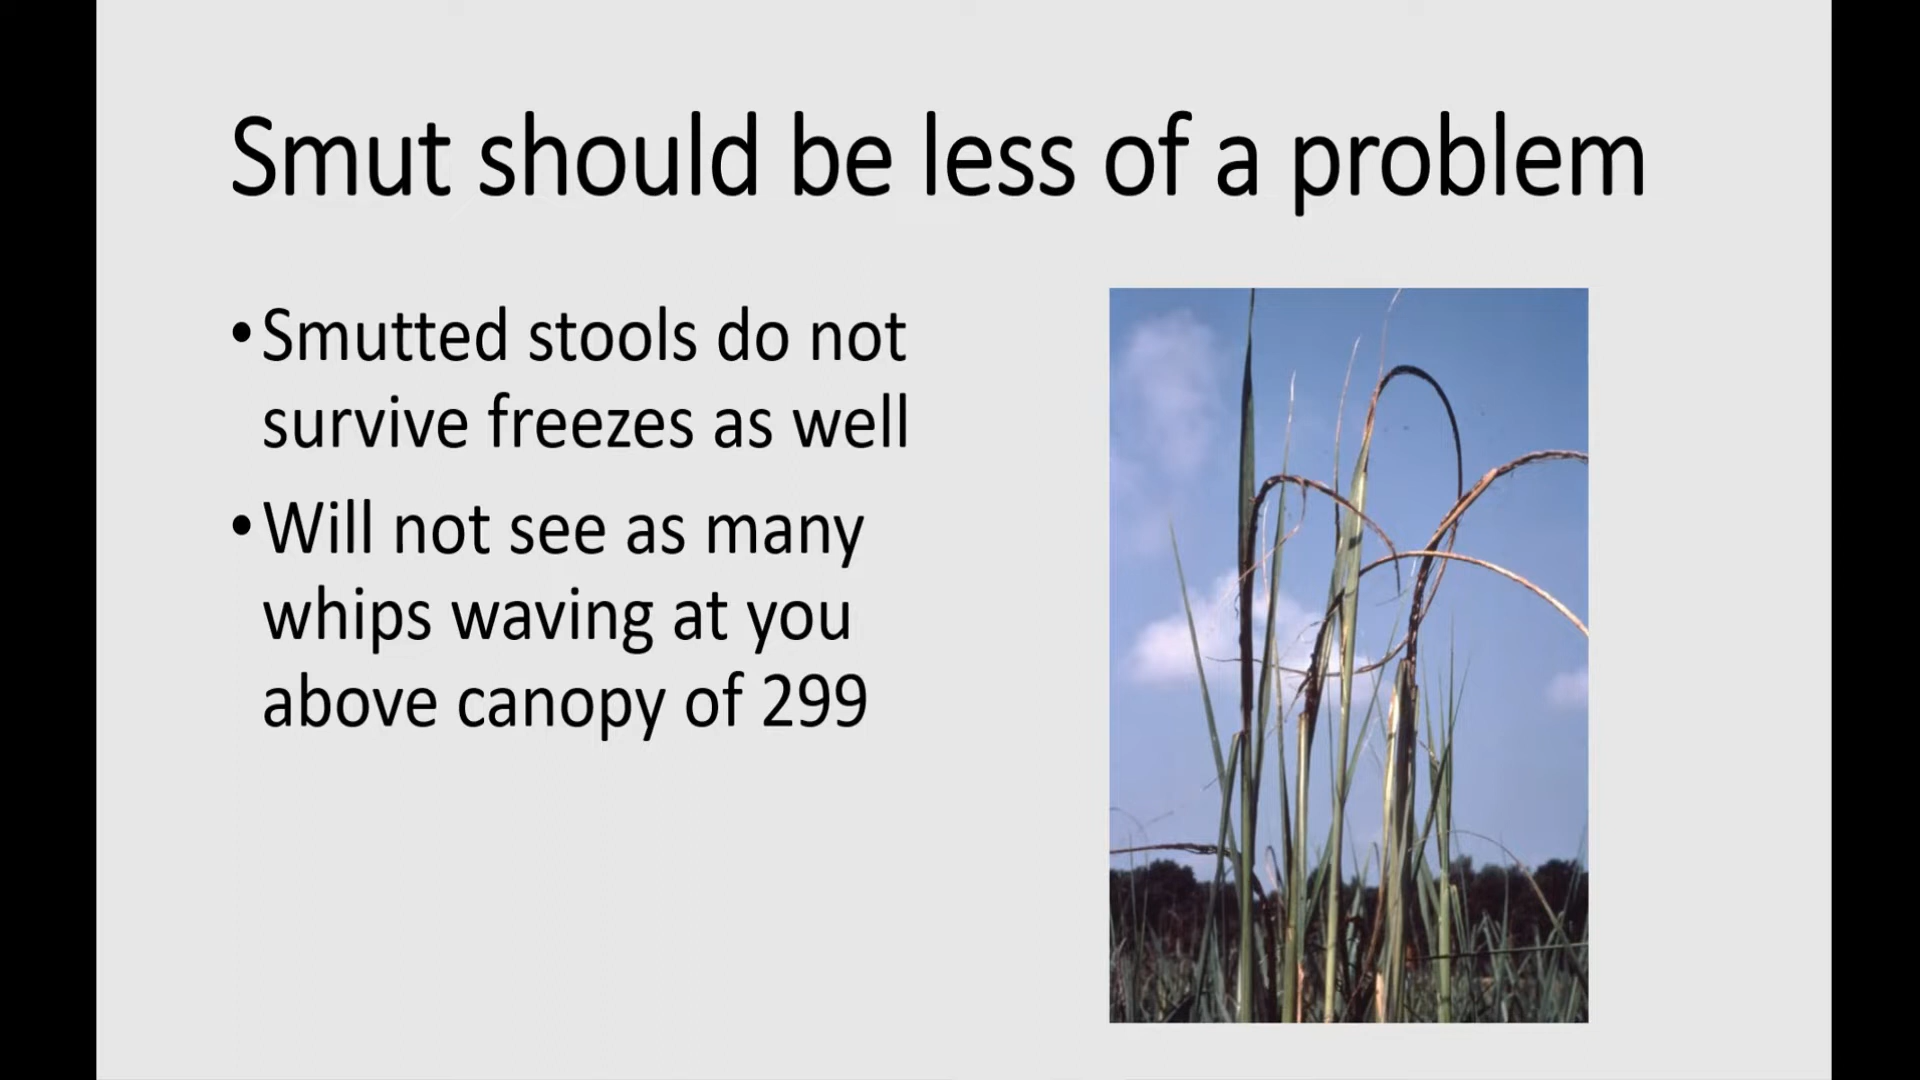 Smut should be less of a problem
•Smutted stools do not
survive freezes as well
•Will not see as many
whips waving at you
above canopy of 299